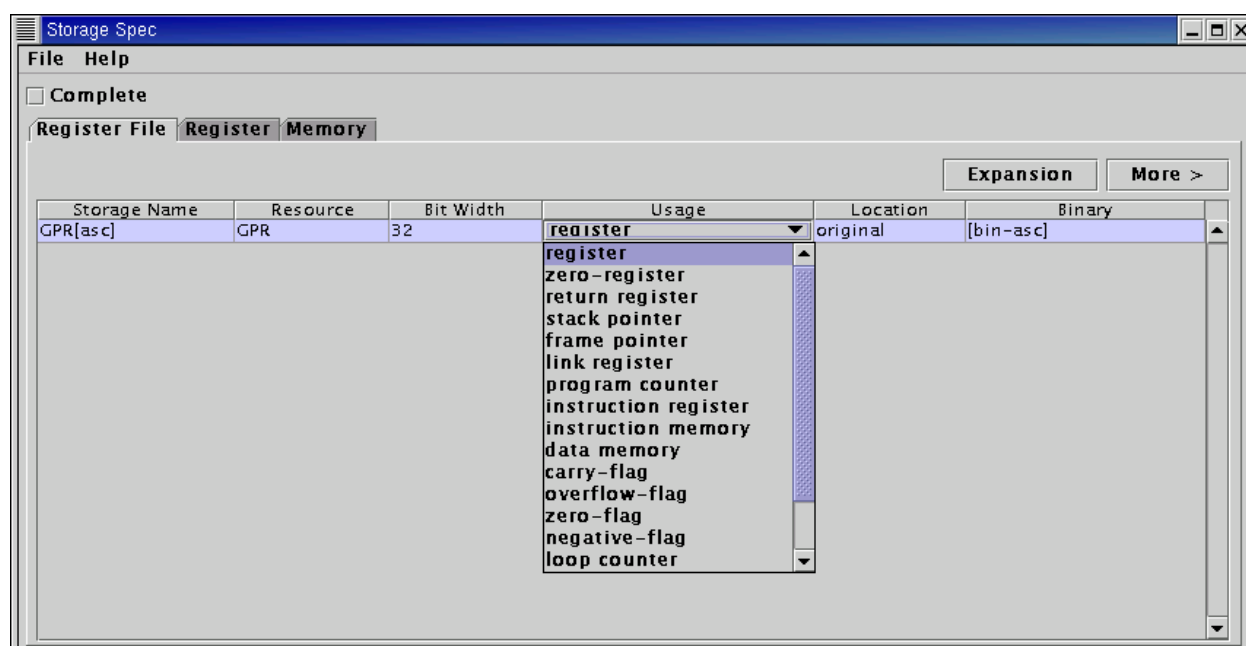 Storage Spec
File Help
Complete
Register File Register Memory
Expansion More >
Storage Name Resource Bit Width Usage Location Binary
GPR[asc] GPR 32 register original [bin-asc]
register
zero-register
return register
stack pointer
frame pointer
link register
program counter
instruction register
instruction memory
data memory
carry-flag
overflow-flag
zero-flag
negative-flag
loop counter